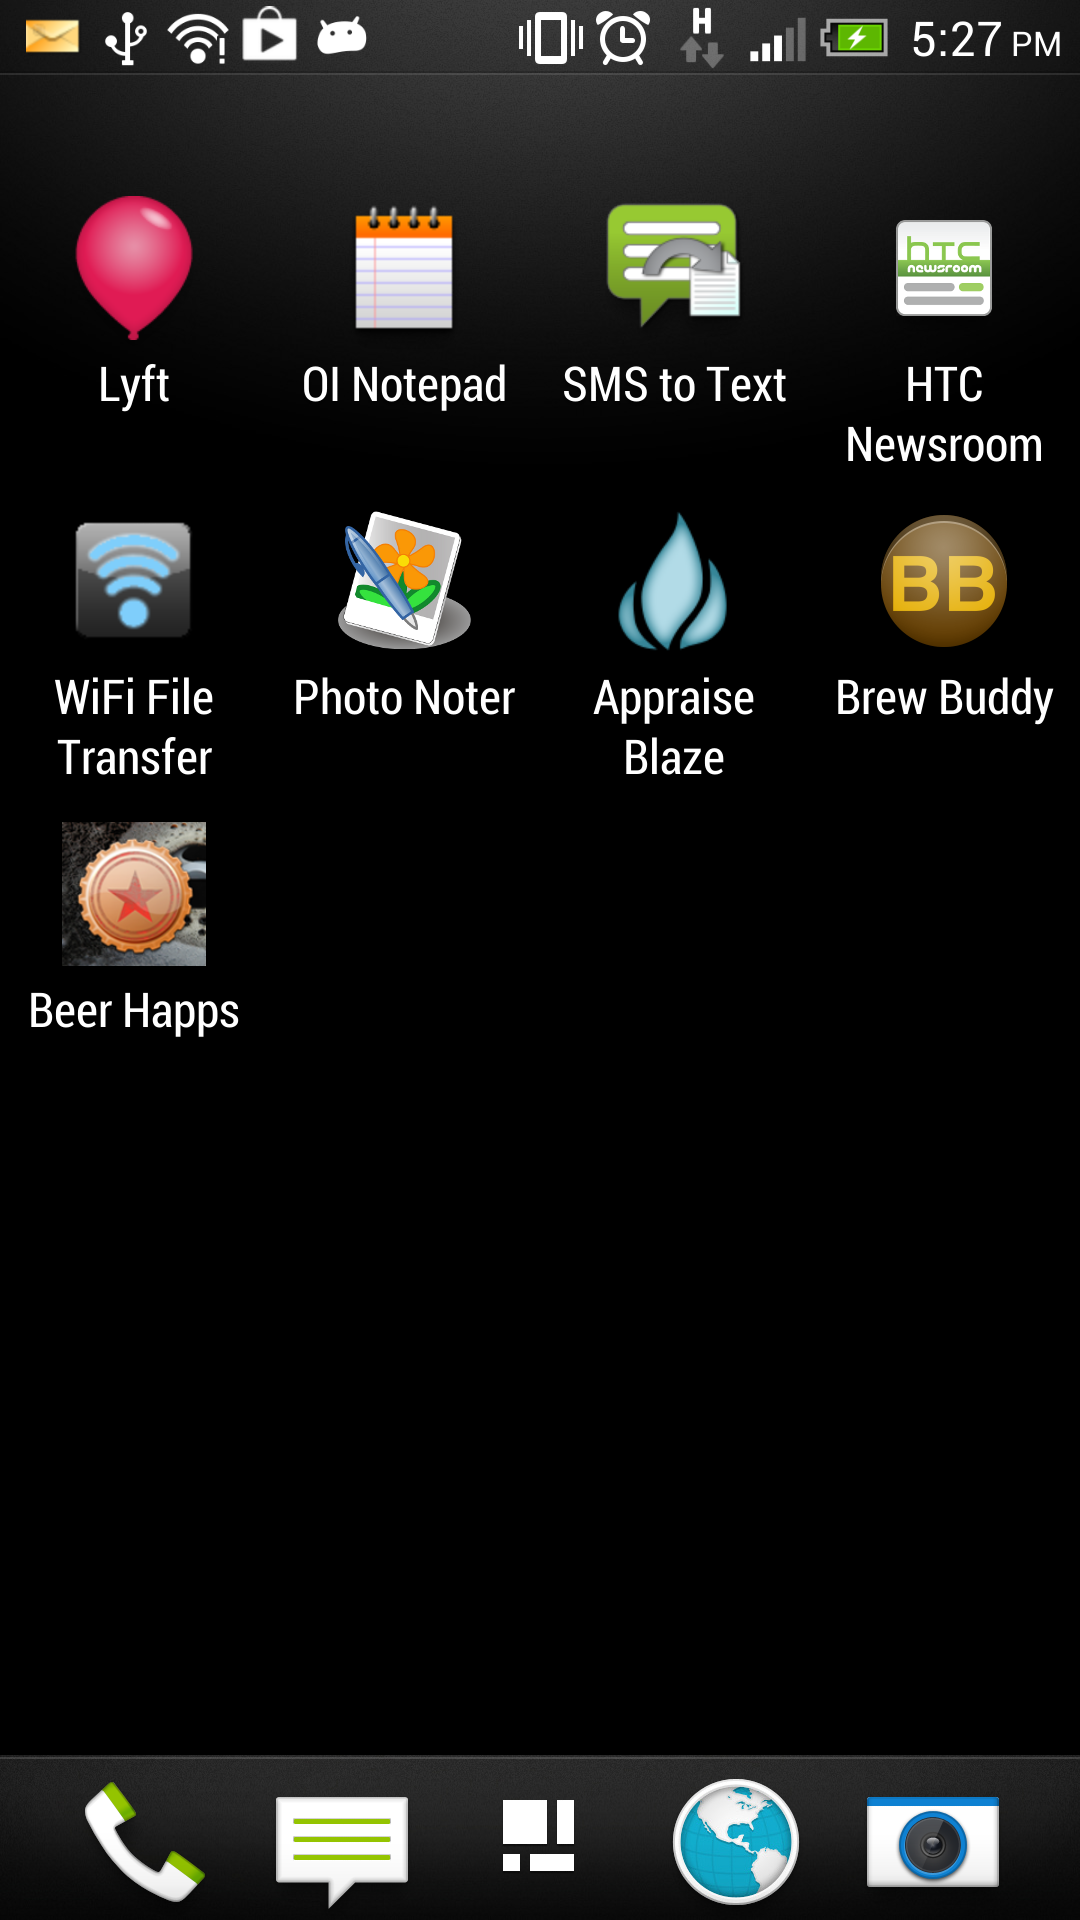 H
5:27 PM
hTC
newsroom
Lyft
OI Notepad
SMS to Text
HTC
Newsroom
BB
WiFi File
Transfer
Photo Noter
Appraise
Blaze
Brew Buddy
Beer Happs